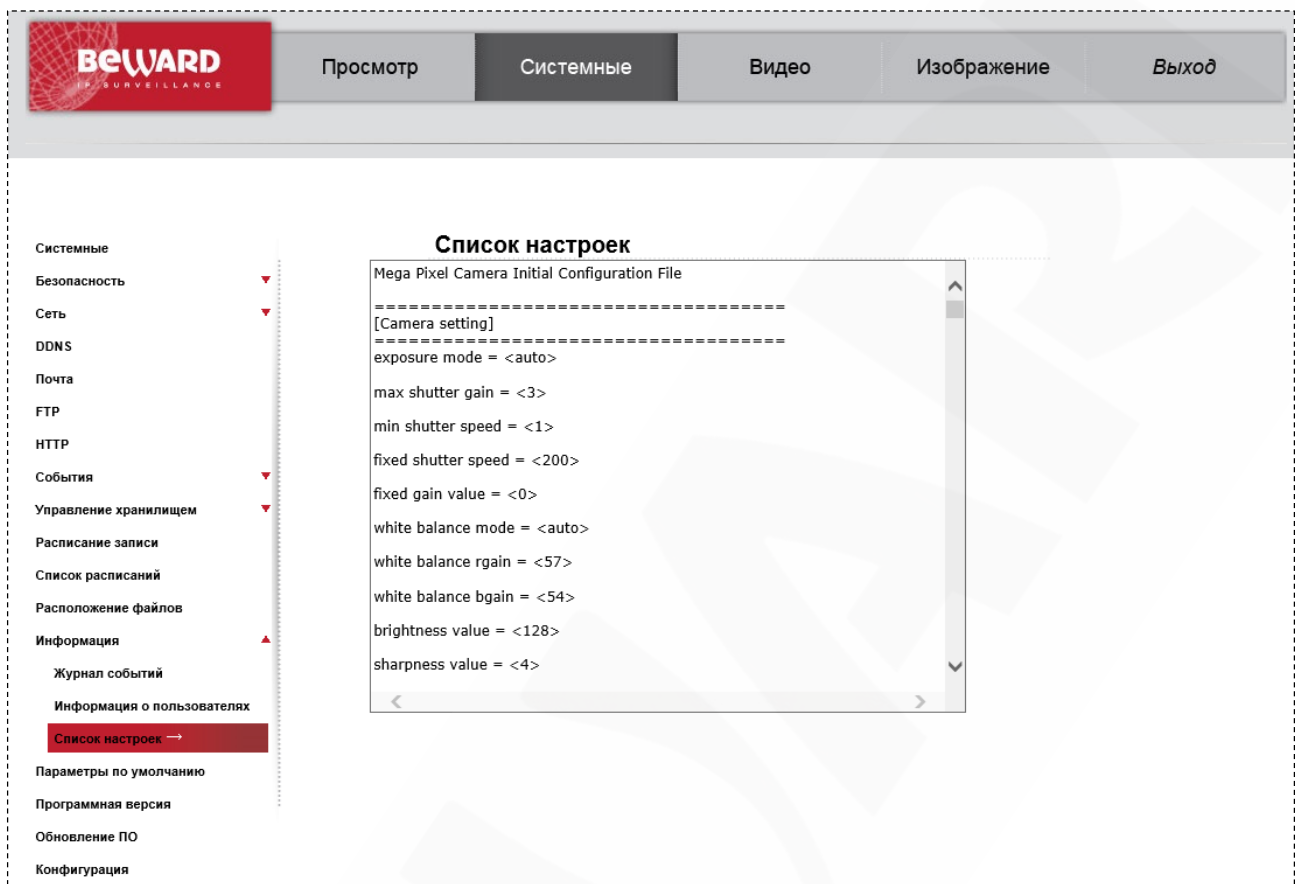 BEWARD
IP SURVEILLANCE
Просмотр
Системные
Видео
Изображение
Выход
Системные
Безопасность
Сеть
DDNS
Почта
FTP
HTTP
События
Управление хранилищем
Расписание записи
Список расписаний
Расположение файлов
Информация
Журнал событий
Информация о пользователях
Список настроек →
Параметры по умолчанию
Программная версия
Обновление ПО
Конфигурация
Список настроек
Mega Pixel Camera Initial Configuration File
====================================
[Camera setting]
====================================
exposure mode = <auto>
max shutter gain = <3>
min shutter speed = <1>
fixed shutter speed = <200>
fixed gain value = <0>
white balance mode = <auto>
white balance rgain = <57>
white balance bgain = <54>
brightness value = <128>
sharpness value = <4>